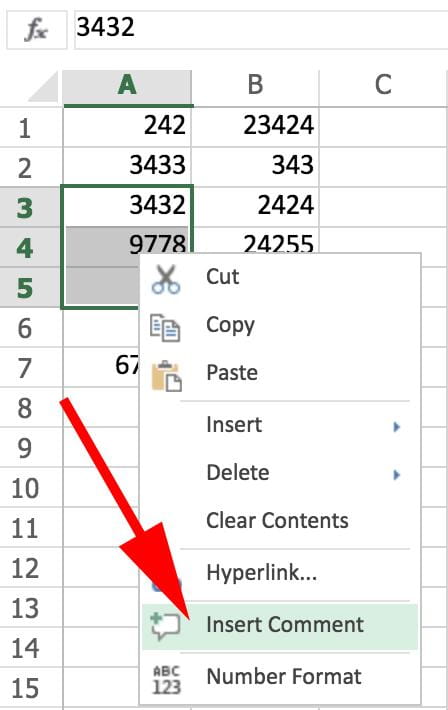 fx 3432
A B C
1 242 23424
2 3433 343
3 3432 2424
4 9778 24255
5
6
7 67
8
9
10
11
12
13
14
15
Cut
Copy
Paste
Insert
Delete
Clear Contents
Hyperlink...
Insert Comment
ABC
123 Number Format